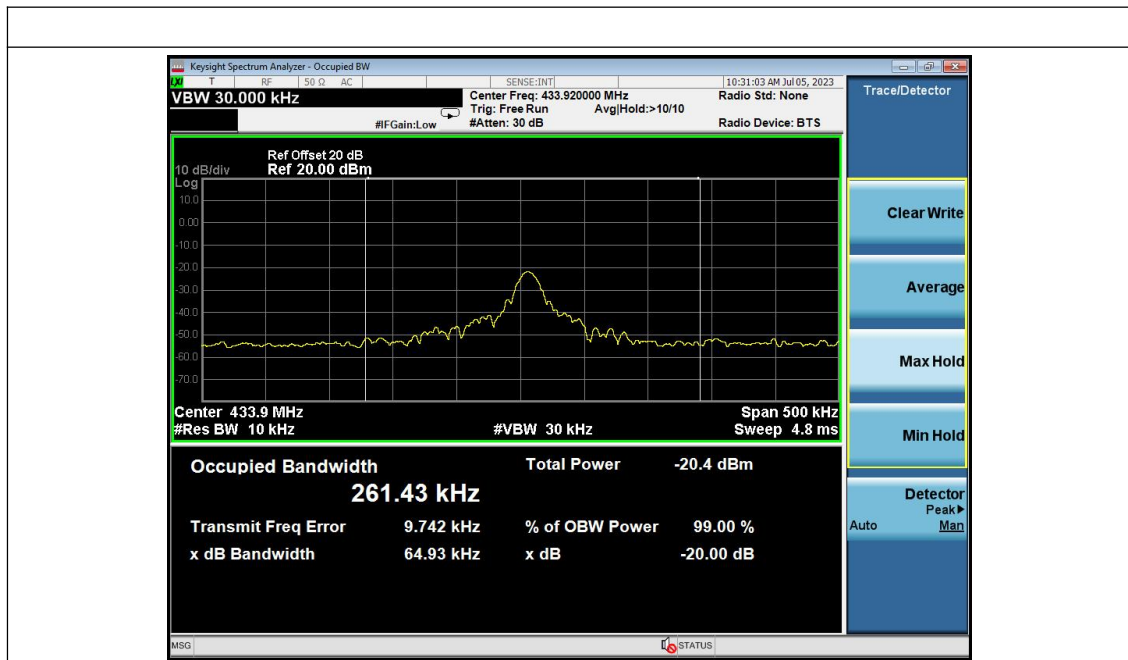 Keysight Spectrum Analyzer - Occupied BW
LXI T RF 50 Ω AC SENSE:INT 10:31:03 AM Jul 05, 2023
VBW 30.000 kHz
Center Freq: 433.920000 MHz Radio Std: None
Trig: Free Run Avg|Hold:>10/10
#IFGain:Low #Atten: 30 dB Radio Device: BTS
Trace/Detector
Ref Offset 20 dB
10 dB/div Ref 20.00 dBm
Log
10.0
0.00
-10.0
-20.0
-30.0
-40.0
-50.0
-60.0
-70.0
Center 433.9 MHz Span 500 kHz
#Res BW 10 kHz #VBW 30 kHz Sweep 4.8 ms
Occupied Bandwidth Total Power -20.4 dBm
261.43 kHz
Transmit Freq Error 9.742 kHz % of OBW Power 99.00 %
x dB Bandwidth 64.93 kHz x dB -20.00 dB
Clear Write
Average
Max Hold
Min Hold
Detector
Peak▶
Auto Man
MSG STATUS